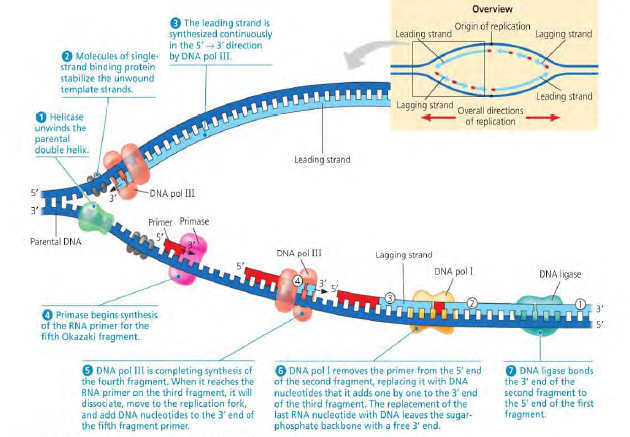 Overview
Origin of replication
Leading strand
Lagging strand
Lagging strand
Leading strand
Overall directions
of replication
❸ The leading strand is
synthesized continuously
in the 5′ → 3′ direction
by DNA pol III.
❷ Molecules of single-
strand binding protein
stabilize the unwound
template strands.
❶ Helicase
unwinds the
parental
double helix.
Leading strand
5′
3′
3′
DNA pol III
Parental DNA
Primer
Primase
5′
3′
DNA pol III
Lagging strand
DNA pol I
DNA ligase
5′
④
3′
5′
③
②
①
3′
5′
❹ Primase begins synthesis
of the RNA primer for the
fifth Okazaki fragment.
❺ DNA pol III is completing synthesis of
the fourth fragment. When it reaches the
RNA primer on the third fragment, it will
dissociate, move to the replication fork,
and add DNA nucleotides to the 3′ end of
the fifth fragment primer.
❻ DNA pol I removes the primer from the 5′ end
of the second fragment, replacing it with DNA
nucleotides that it adds one by one to the 3′ end
of the third fragment. The replacement of the
last RNA nucleotide with DNA leaves the sugar-
phosphate backbone with a free 3′ end.
❼ DNA ligase bonds
the 3′ end of the
second fragment to
the 5′ end of the first
fragment.